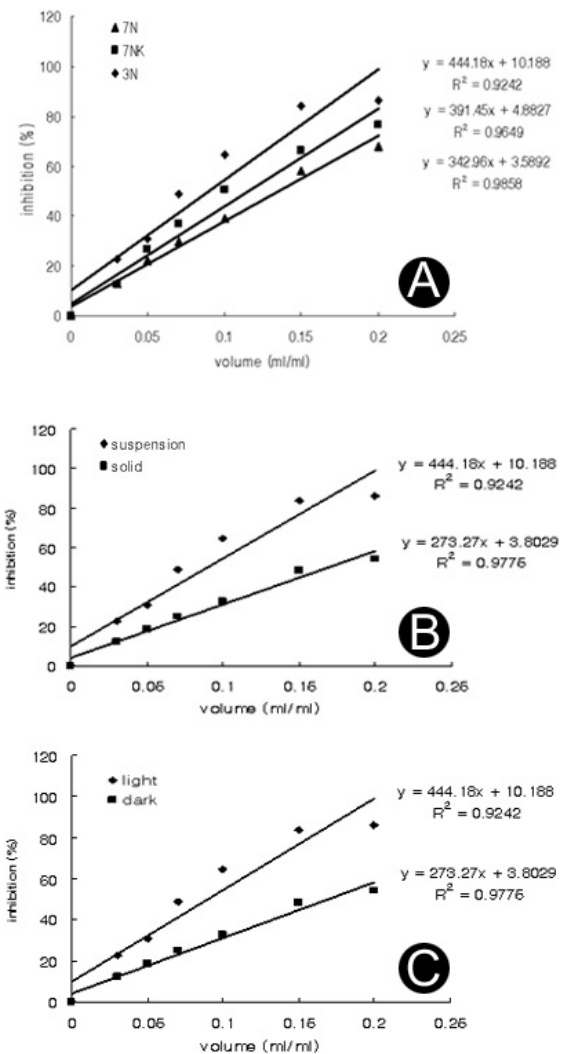 ▲ 7N
■ 7NK
◆ 3N
120
100
80
60
40
20
0
inhibition (%)
0 0.05 0.1 0.15 0.2 0.25
volume (ml/ml)
y = 444.18x + 10.188
R² = 0.9242
y = 391.45x + 4.8827
R² = 0.9649
y = 342.96x + 3.5892
R² = 0.9858
A
◆ suspension
■ solid
120
100
80
60
40
20
0
inhibition (%)
0 0.05 0.1 0.15 0.2 0.25
volume (ml/ml)
y = 444.18x + 10.188
R² = 0.9242
y = 273.27x + 3.8029
R² = 0.9776
B
◆ light
■ dark
120
100
80
60
40
20
0
inhibition (%)
0 0.05 0.1 0.15 0.2 0.25
volume (ml/ml)
y = 444.18x + 10.188
R² = 0.9242
y = 273.27x + 3.8029
R² = 0.9776
C